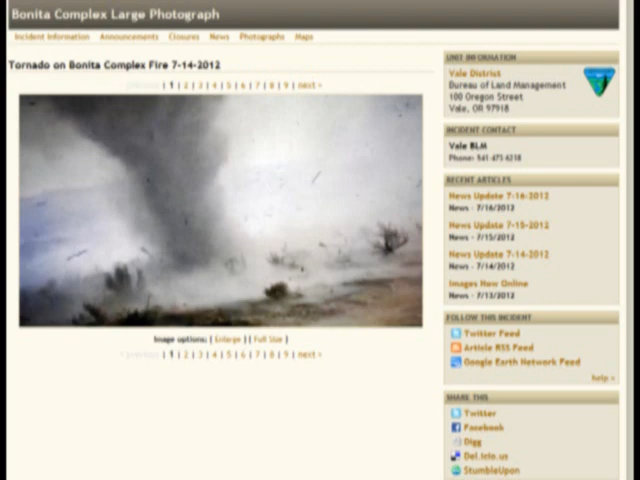 Bonita Complex Large Photograph
Incident Information Announcements Closures News Photographs Maps
Tornado on Bonita Complex Fire 7-14-2012
‹ previous | 1 | 2 | 3 | 4 | 5 | 6 | 7 | 8 | 9 | next ›
Image options: [ Enlarge ] [ Full Size ]
‹ previous | 1 | 2 | 3 | 4 | 5 | 6 | 7 | 8 | 9 | next ›
UNIT INFORMATION
Vale District
Bureau of Land Management
100 Oregon Street
Vale, OR 97918
INCIDENT CONTACT
Vale BLM
Phone: 541-473-6218
RECENT ARTICLES
News Update 7-16-2012
News - 7/16/2012
News Update 7-15-2012
News - 7/15/2012
News Update 7-14-2012
News - 7/14/2012
Images Now Online
News - 7/13/2012
FOLLOW THIS INCIDENT
Twitter Feed
Article RSS Feed
Google Earth Network Feed
help »
SHARE THIS
Twitter
Facebook
Digg
Del.icio.us
StumbleUpon